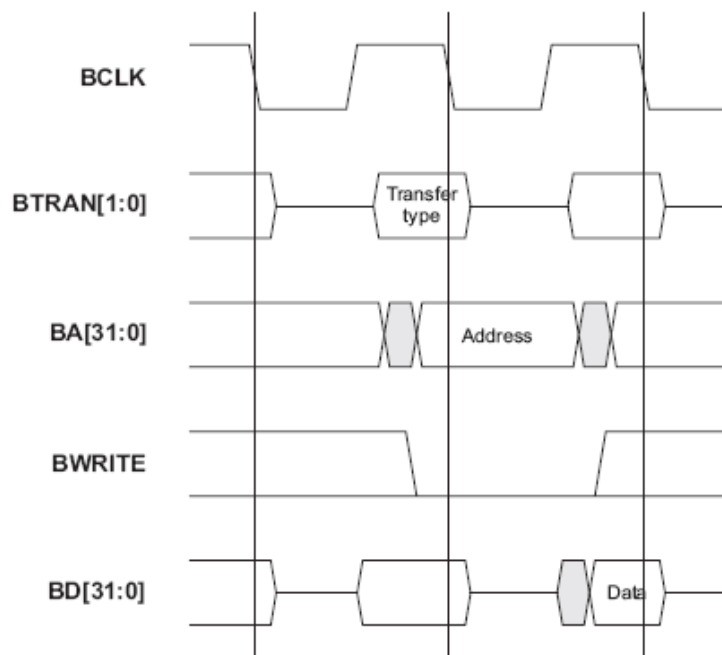 BCLK
BTRAN[1:0]
Transfer
type
BA[31:0]
Address
BWRITE
BD[31:0]
Data